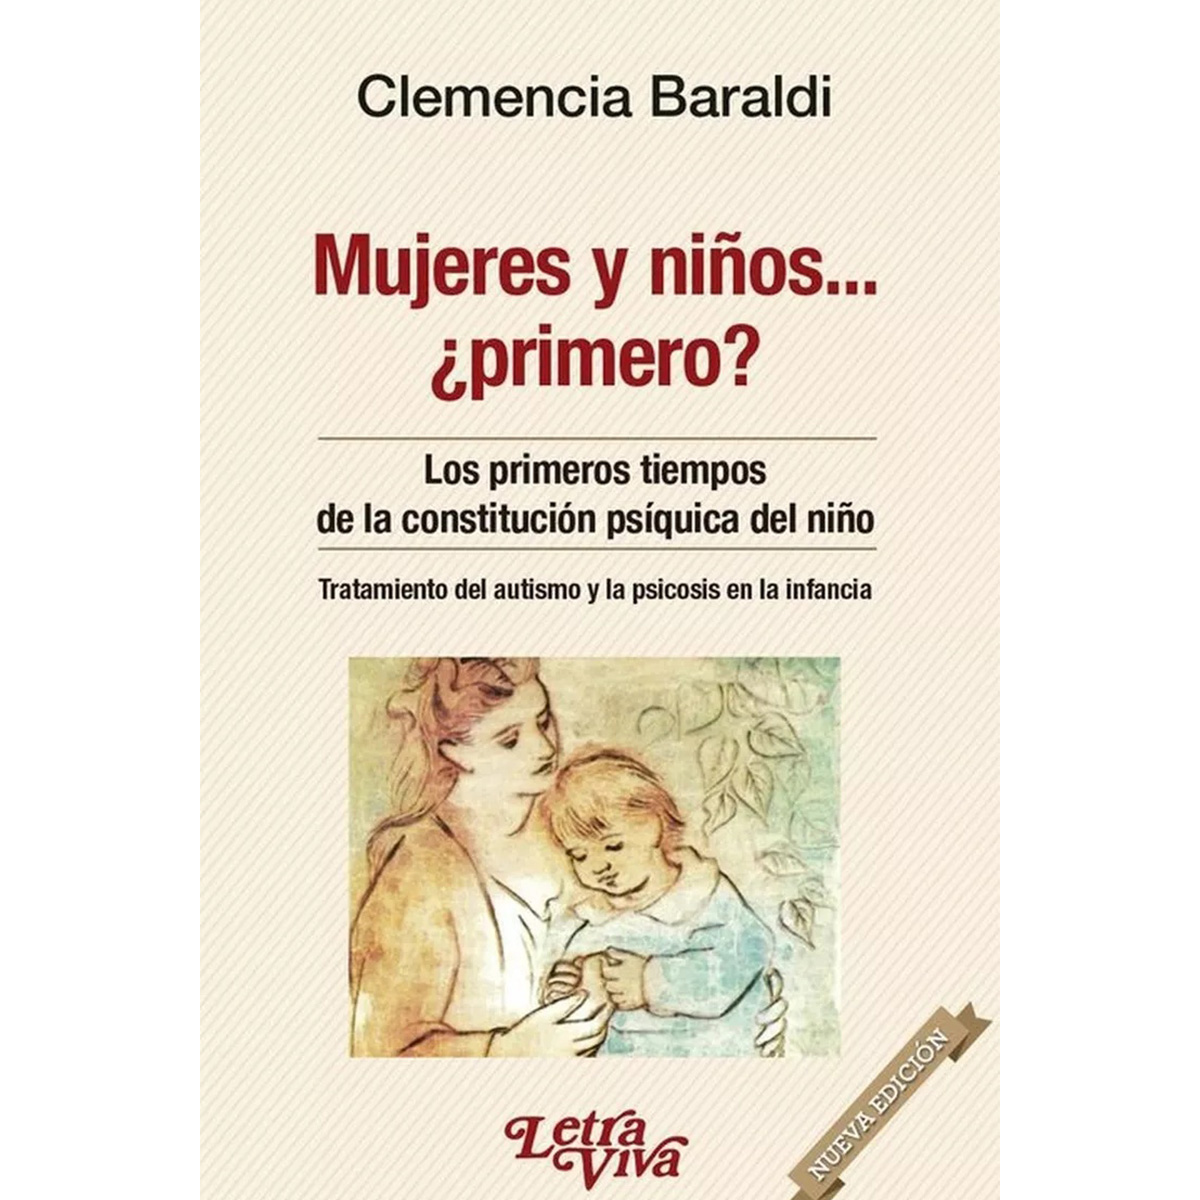 Clemencia Baraldi
Mujeres y niños...
¿primero?
Los primeros tiempos
de la constitución psíquica del niño
Tratamiento del autismo y la psicosis en la infancia
Letra
Viva
NUEVA EDICIÓN